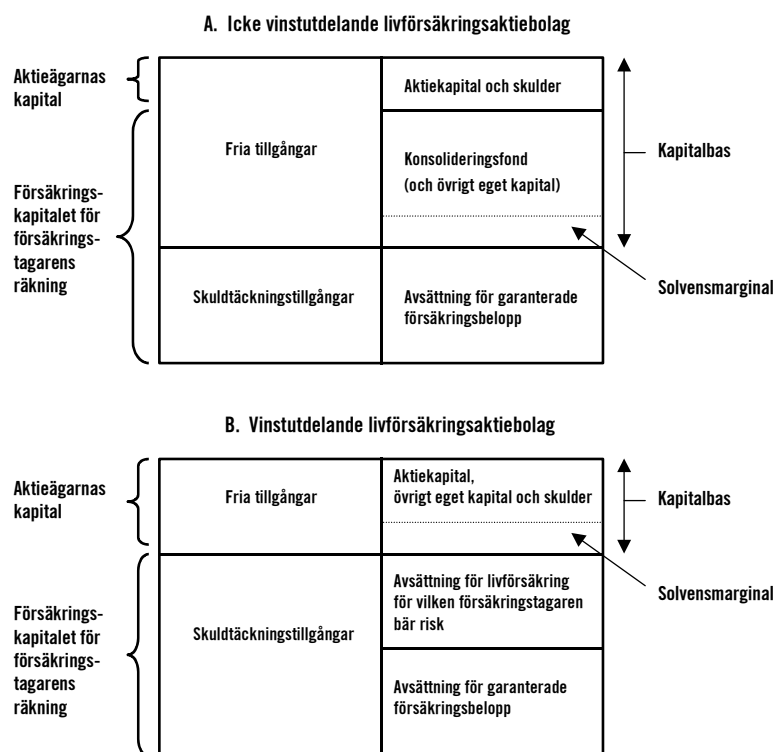 A. Icke vinstutdelande livförsäkringsaktiebolag
Aktieägarnas
kapital
Försäkrings-
kapitalet för
försäkrings-
tagarens
räkning
Fria tillgångar
Skuldtäckningstillgångar
Aktiekapital och skulder
Konsolideringsfond
(och övrigt eget kapital)
Avsättning för garanterade
försäkringsbelopp
Kapitalbas
Solvensmarginal
B. Vinstutdelande livförsäkringsaktiebolag
Aktieägarnas
kapital
Försäkrings-
kapitalet för
försäkrings-
tagarens
räkning
Fria tillgångar
Skuldtäckningstillgångar
Aktiekapital,
övrigt eget kapital och skulder
Avsättning för livförsäkring
för vilken försäkringstagaren
bär risk
Avsättning för garanterade
försäkringsbelopp
Kapitalbas
Solvensmarginal